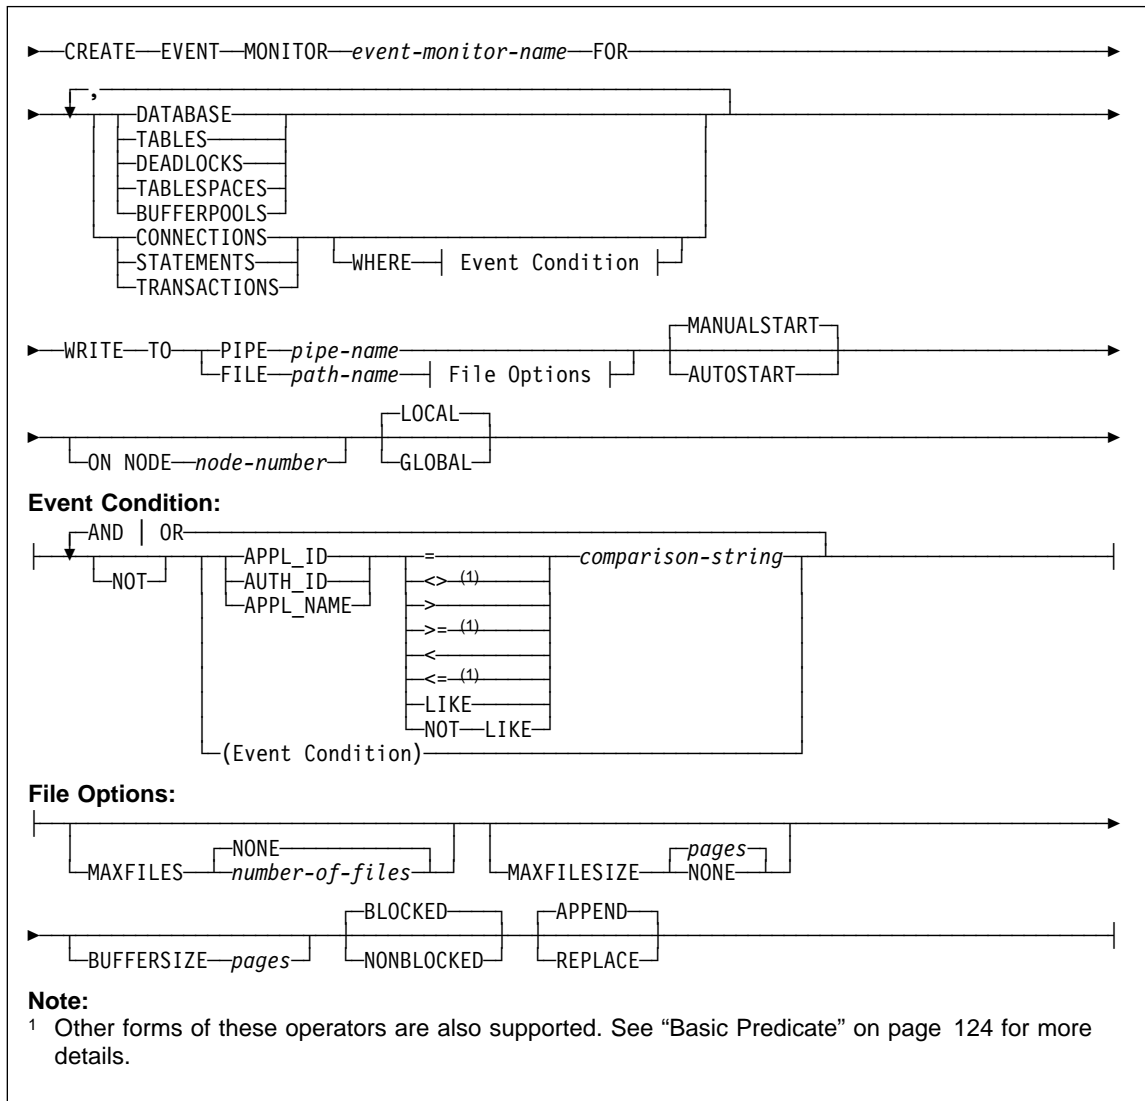 CREATE EVENT MONITOR event-monitor-name FOR
,
DATABASE
TABLES
DEADLOCKS
TABLESPACES
BUFFERPOOLS
CONNECTIONS
STATEMENTS
TRANSACTIONS
WHERE Event Condition
MANUALSTART
WRITE TO PIPE pipe-name
FILE path-name File Options
AUTOSTART
LOCAL
ON NODE node-number
GLOBAL
Event Condition:
AND | OR
NOT
APPL_ID
AUTH_ID
APPL_NAME
=
<> (1)
>
>= (1)
<
<= (1)
LIKE
NOT LIKE
comparison-string
(Event Condition)
File Options:
MAXFILES
NONE
number-of-files
MAXFILESIZE
pages
NONE
BUFFERSIZE pages
BLOCKED
NONBLOCKED
APPEND
REPLACE
Note:
1 Other forms of these operators are also supported. See “Basic Predicate” on page 124 for more
details.